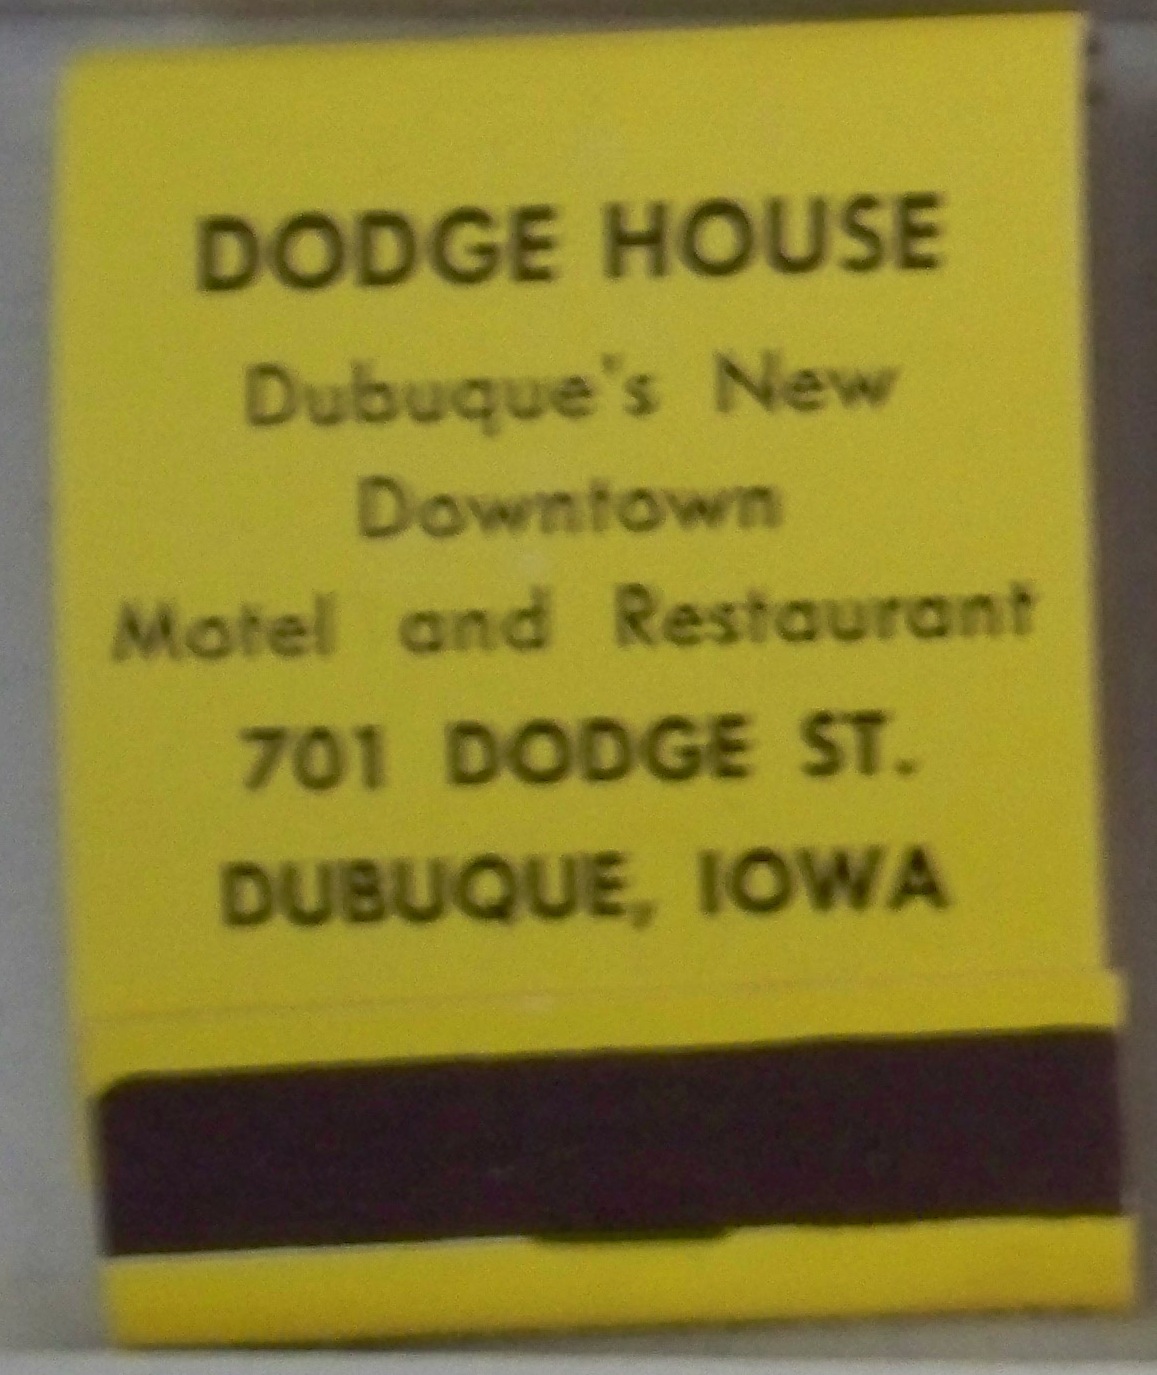 DODGE HOUSE
Dubuque's New
Downtown
Motel and Restaurant
701 DODGE ST.
DUBUQUE, IOWA